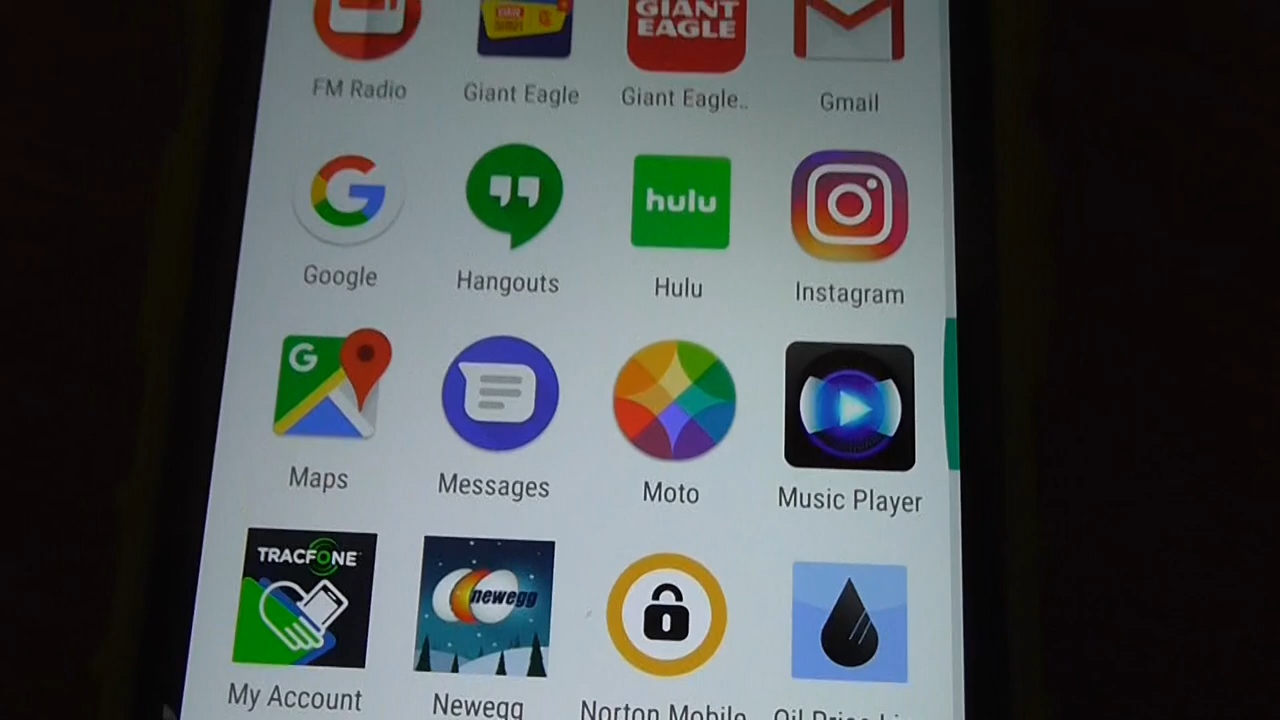 GIANT
EAGLE
FM Radio
Giant Eagle
Giant Eagle..
Gmail
G
hulu
Google
Hangouts
Hulu
Instagram
G
Maps
Messages
Moto
Music Player
TRACFONE
newegg
My Account
Newegg
Norton Mobile